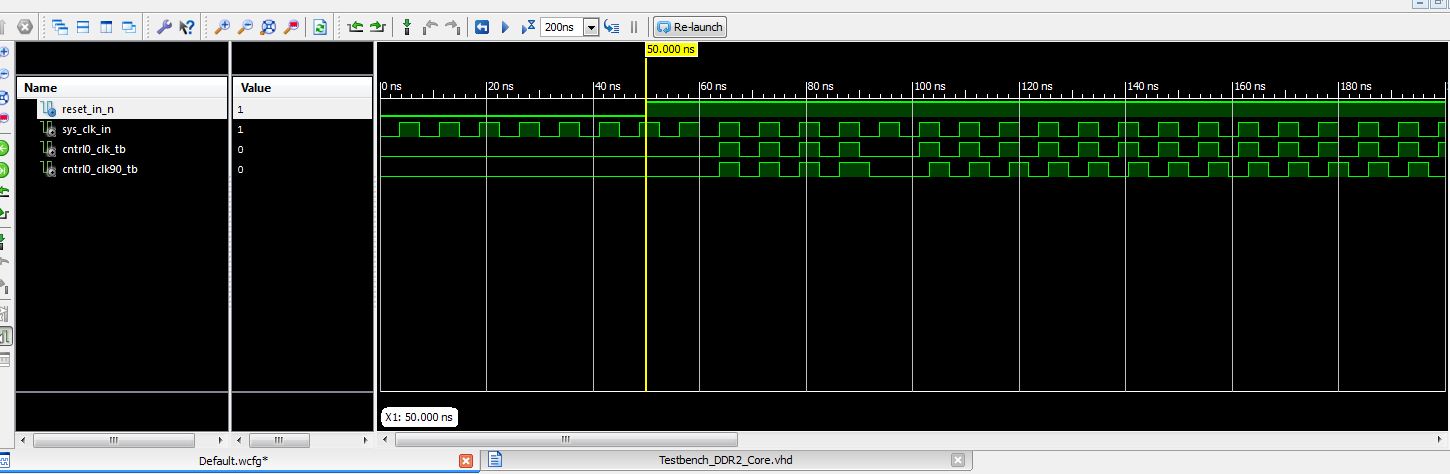 200ns Re-launch
50.000 ns
Name Value
0 ns 20 ns 40 ns 60 ns 80 ns 100 ns 120 ns 140 ns 160 ns 180 ns
reset_in_n 1
sys_clk_in 1
cntrl0_clk_tb 0
cntrl0_clk90_tb 0
X1: 50.000 ns
Default.wcfg* Testbench_DDR2_Core.vhd